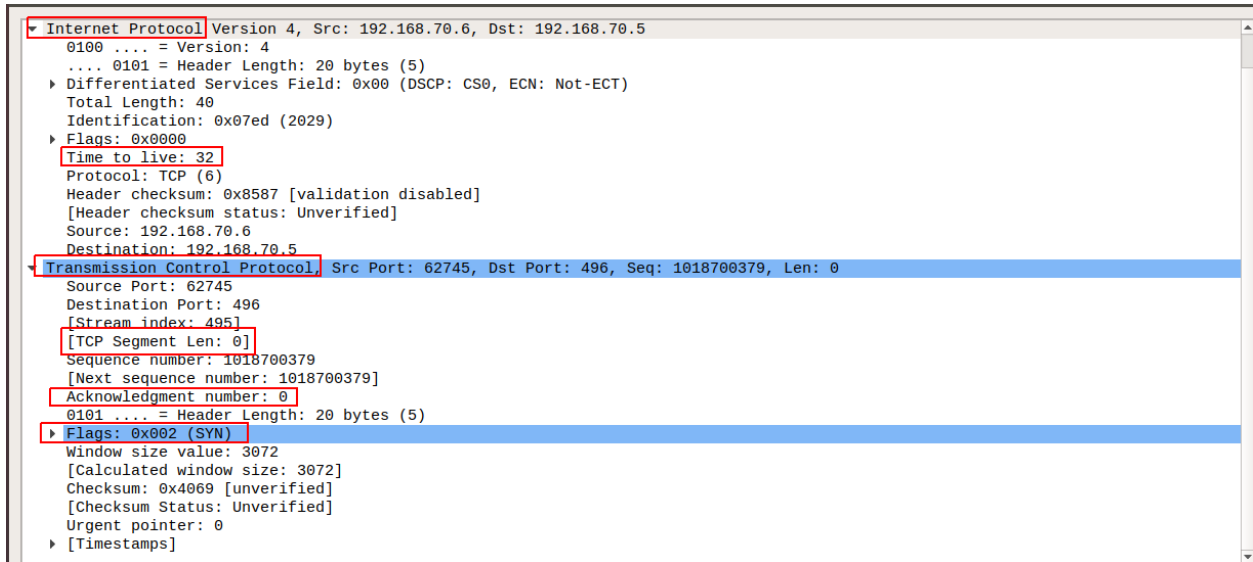 Internet Protocol Version 4, Src: 192.168.70.6, Dst: 192.168.70.5
0100 .... = Version: 4
.... 0101 = Header Length: 20 bytes (5)
Differentiated Services Field: 0x00 (DSCP: CS0, ECN: Not-ECT)
Total Length: 40
Identification: 0x07ed (2029)
Flags: 0x0000
Time to live: 32
Protocol: TCP (6)
Header checksum: 0x8587 [validation disabled]
[Header checksum status: Unverified]
Source: 192.168.70.6
Destination: 192.168.70.5
Transmission Control Protocol, Src Port: 62745, Dst Port: 496, Seq: 1018700379, Len: 0
Source Port: 62745
Destination Port: 496
[Stream index: 495]
[TCP Segment Len: 0]
Sequence number: 1018700379
[Next sequence number: 1018700379]
Acknowledgment number: 0
0101 .... = Header Length: 20 bytes (5)
Flags: 0x002 (SYN)
Window size value: 3072
[Calculated window size: 3072]
Checksum: 0x4069 [unverified]
[Checksum Status: Unverified]
Urgent pointer: 0
[Timestamps]